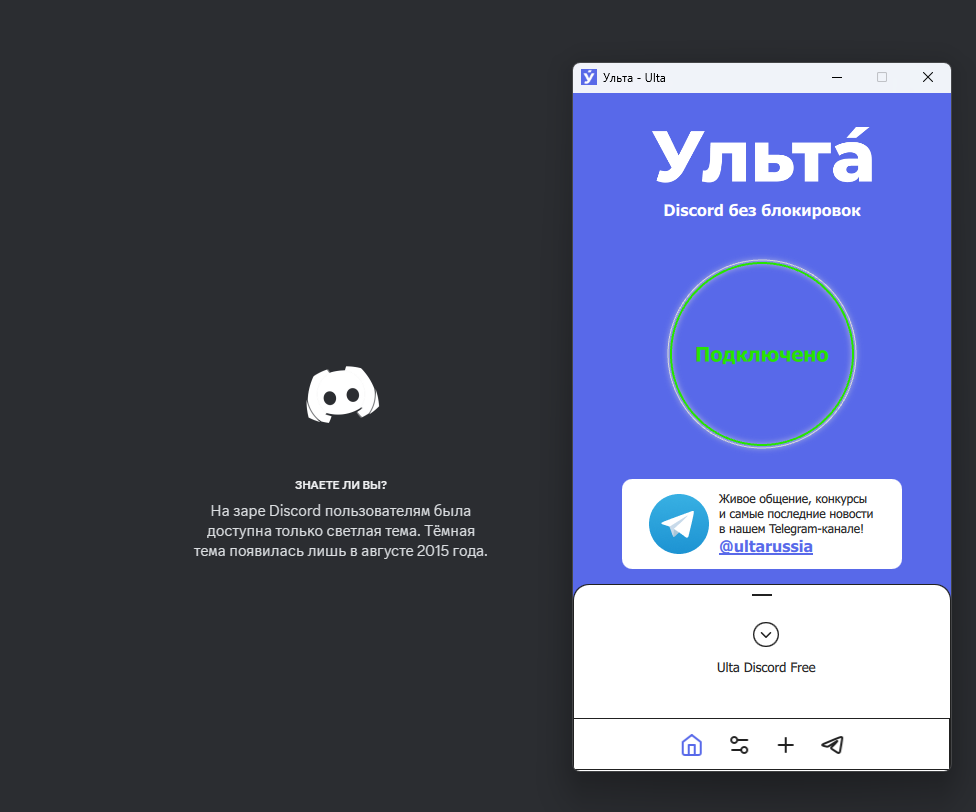 ЗНАЕТЕ ЛИ ВЫ?
На заре Discord пользователям была
доступна только светлая тема. Тёмная
тема появилась лишь в августе 2015 года.
Ульта - Ulta
Ульта́
Discord без блокировок
Подключено
Живое общение, конкурсы
и самые последние новости
в нашем Telegram-канале!
@ultarussia
Ulta Discord Free